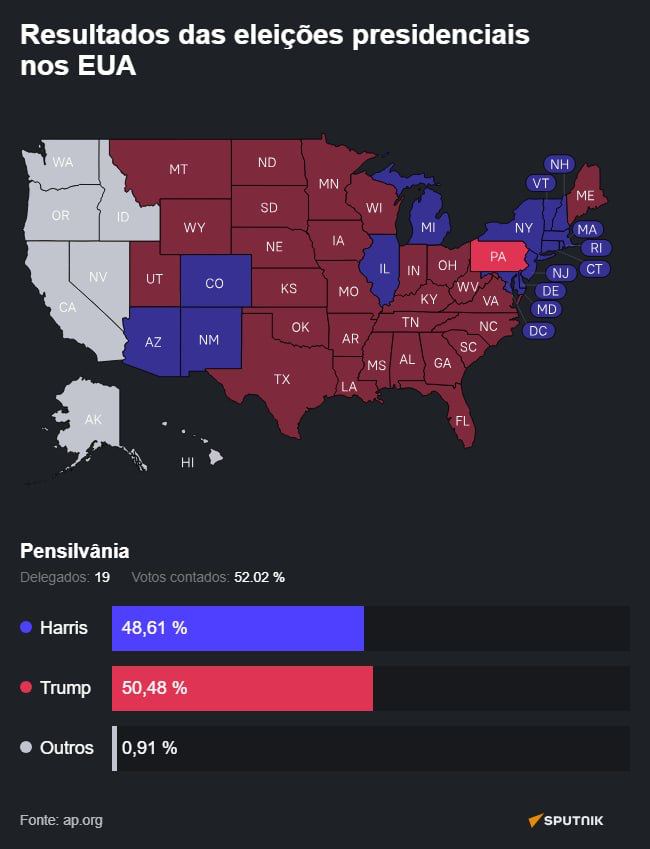 Resultados das eleições presidenciais
nos EUA
NH
WA
VT
MT
ND
MN
ME
SD
WI
OR
ID
WY
MI
NY
MA
IA
RI
NE
PA
NV
UT
CO
IL
IN
OH
CT
NJ
KS
MO
WV
DE
KY
VA
CA
MD
OK
TN
NC
DC
AZ
NM
AR
SC
MS
AL
GA
TX
LA
AK
FL
HI
Pensilvânia
Delegados: 19 Votos contados: 52.02 %
Harris 48,61 %
Trump 50,48 %
Outros 0,91 %
Fonte: ap.org
SPUTNIK